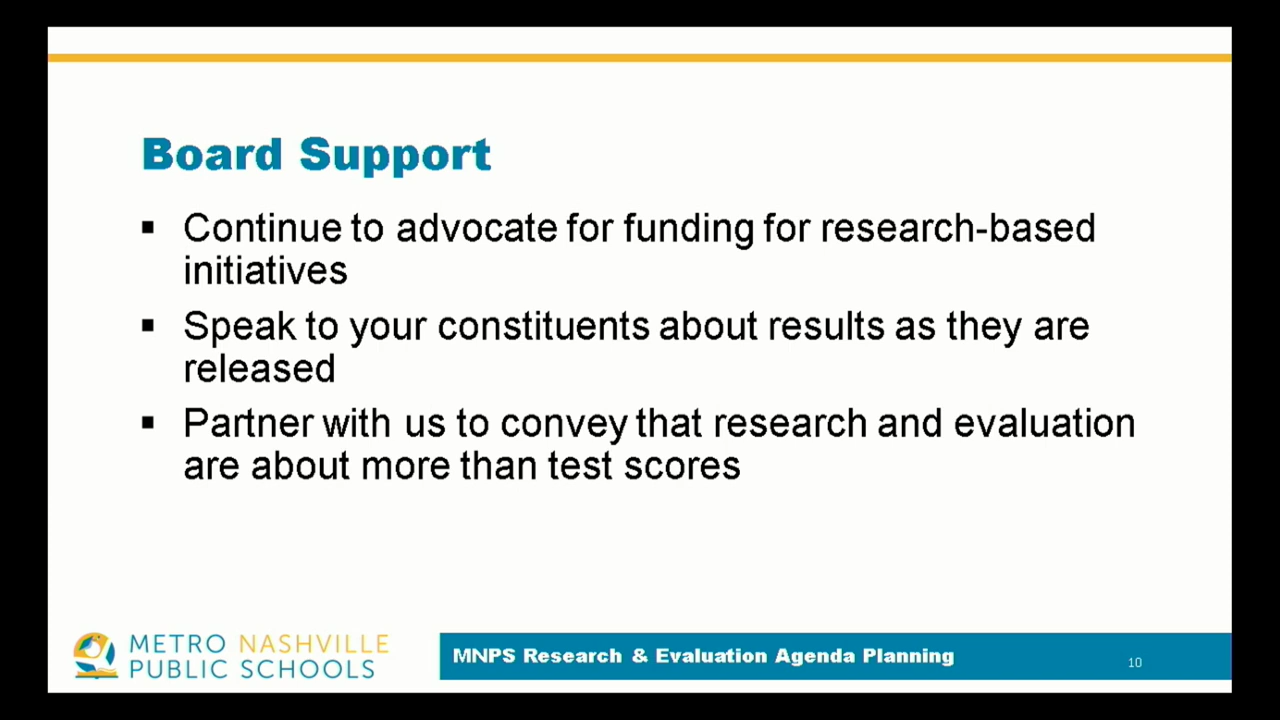 Board Support
▪ Continue to advocate for funding for research-based
initiatives
▪ Speak to your constituents about results as they are
released
▪ Partner with us to convey that research and evaluation
are about more than test scores
METRO NASHVILLE
PUBLIC SCHOOLS
MNPS Research & Evaluation Agenda Planning
10